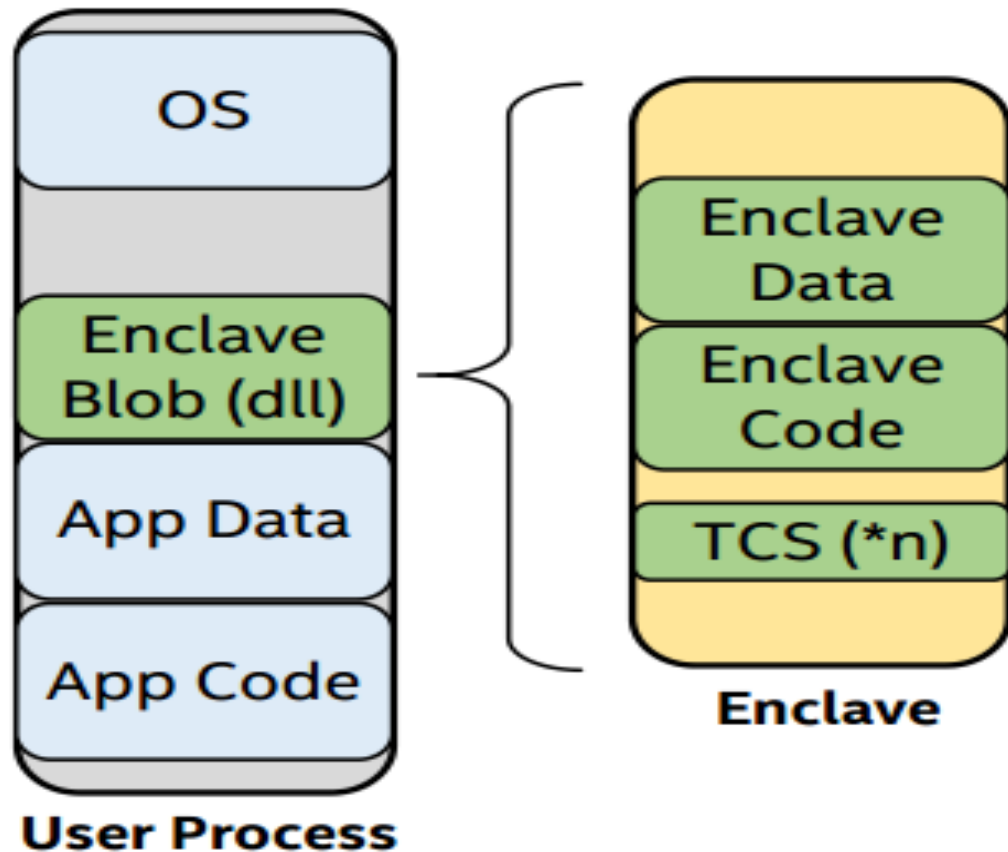 OS
Enclave
Blob (dll)
App Data
App Code
User Process
Enclave
Data
Enclave
Code
TCS (*n)
Enclave